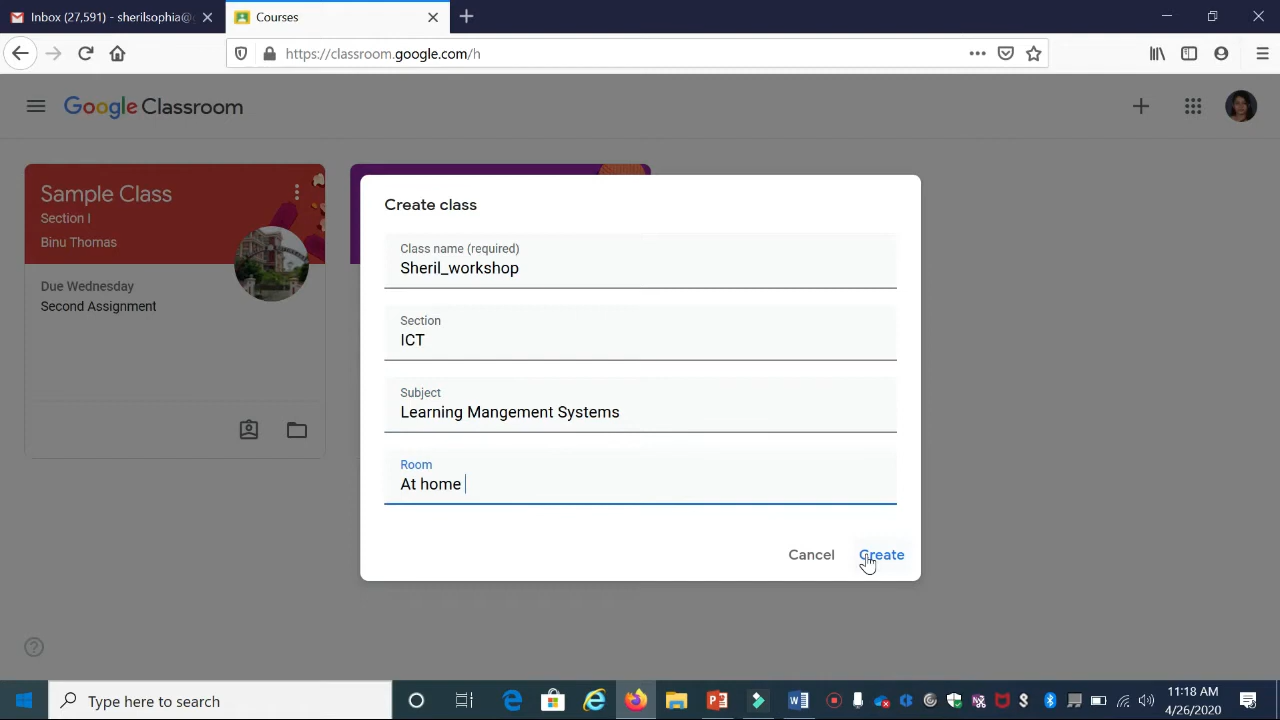 Inbox (27,591) - sherilsophia@
Courses
https://classroom.google.com/h
Google Classroom
Sample Class
Section I
Binu Thomas
Due Wednesday
Second Assignment
Create class
Class name (required)
Sheril_workshop
Section
ICT
Subject
Learning Mangement Systems
Room
At home
Cancel
Create
Type here to search
11:18 AM
4/26/2020